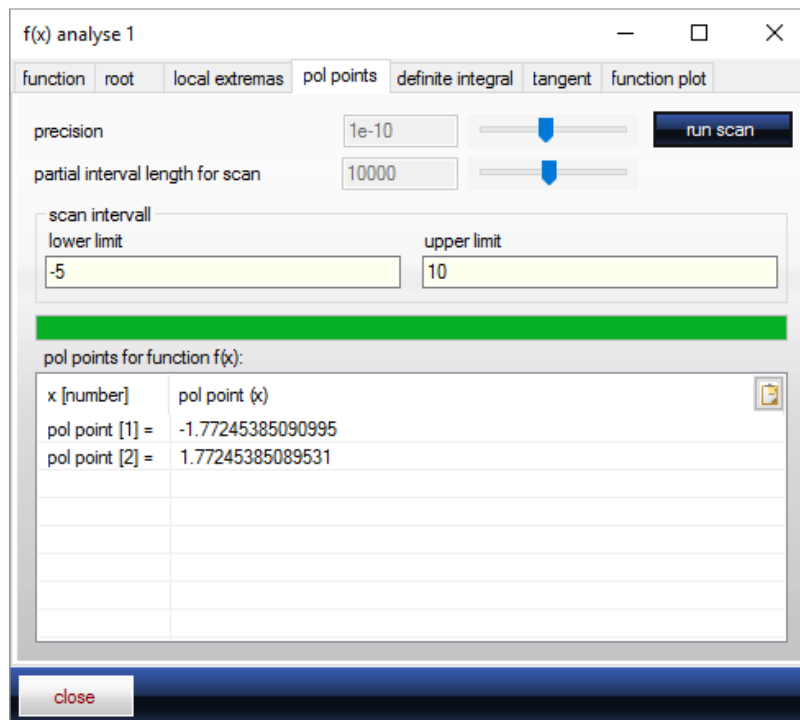 f(x) analyse 1
function root local extremas pol points definite integral tangent function plot
precision 1e-10 run scan
partial interval length for scan 10000
scan intervall
lower limit upper limit
-5 10
pol points for function f(x):
x [number] pol point (x)
pol point [1] = -1.77245385090995
pol point [2] = 1.77245385089531
close